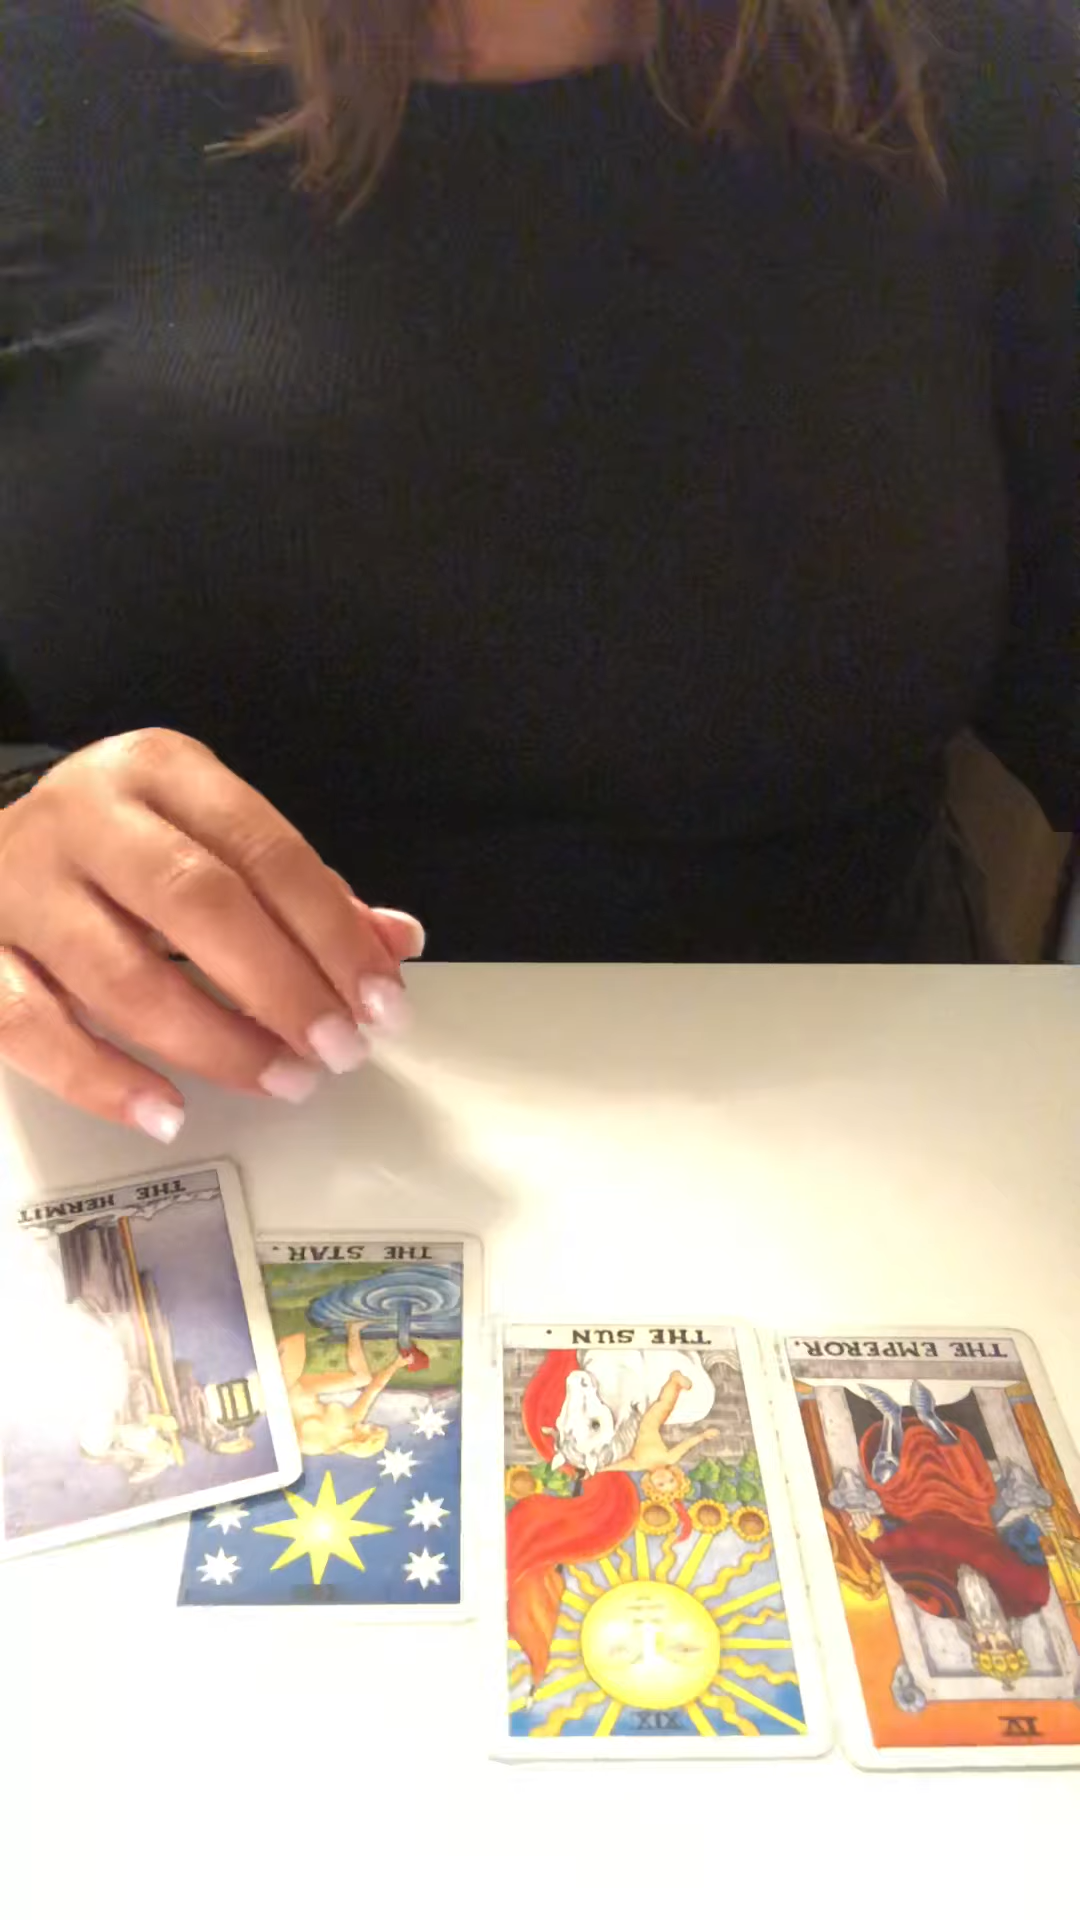 THE HERMIT
THE STAR.
THE SUN .
THE EMPEROR.
XIX
IV